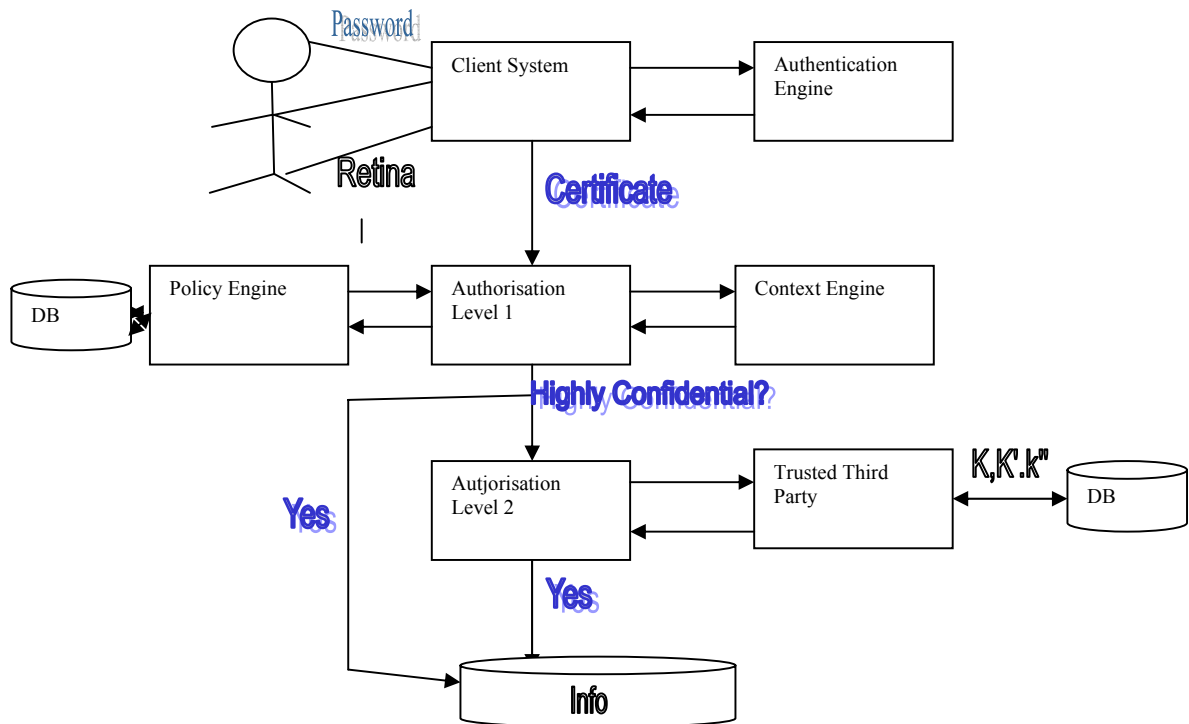 Password
Client System
Authentication
Engine
Retina
Certificate
DB
Policy Engine
Authorisation
Level 1
Context Engine
Highly Confidential?
Autjorisation
Level 2
Trusted Third
Party
K,K'.k"
DB
Yes
Yes
Info